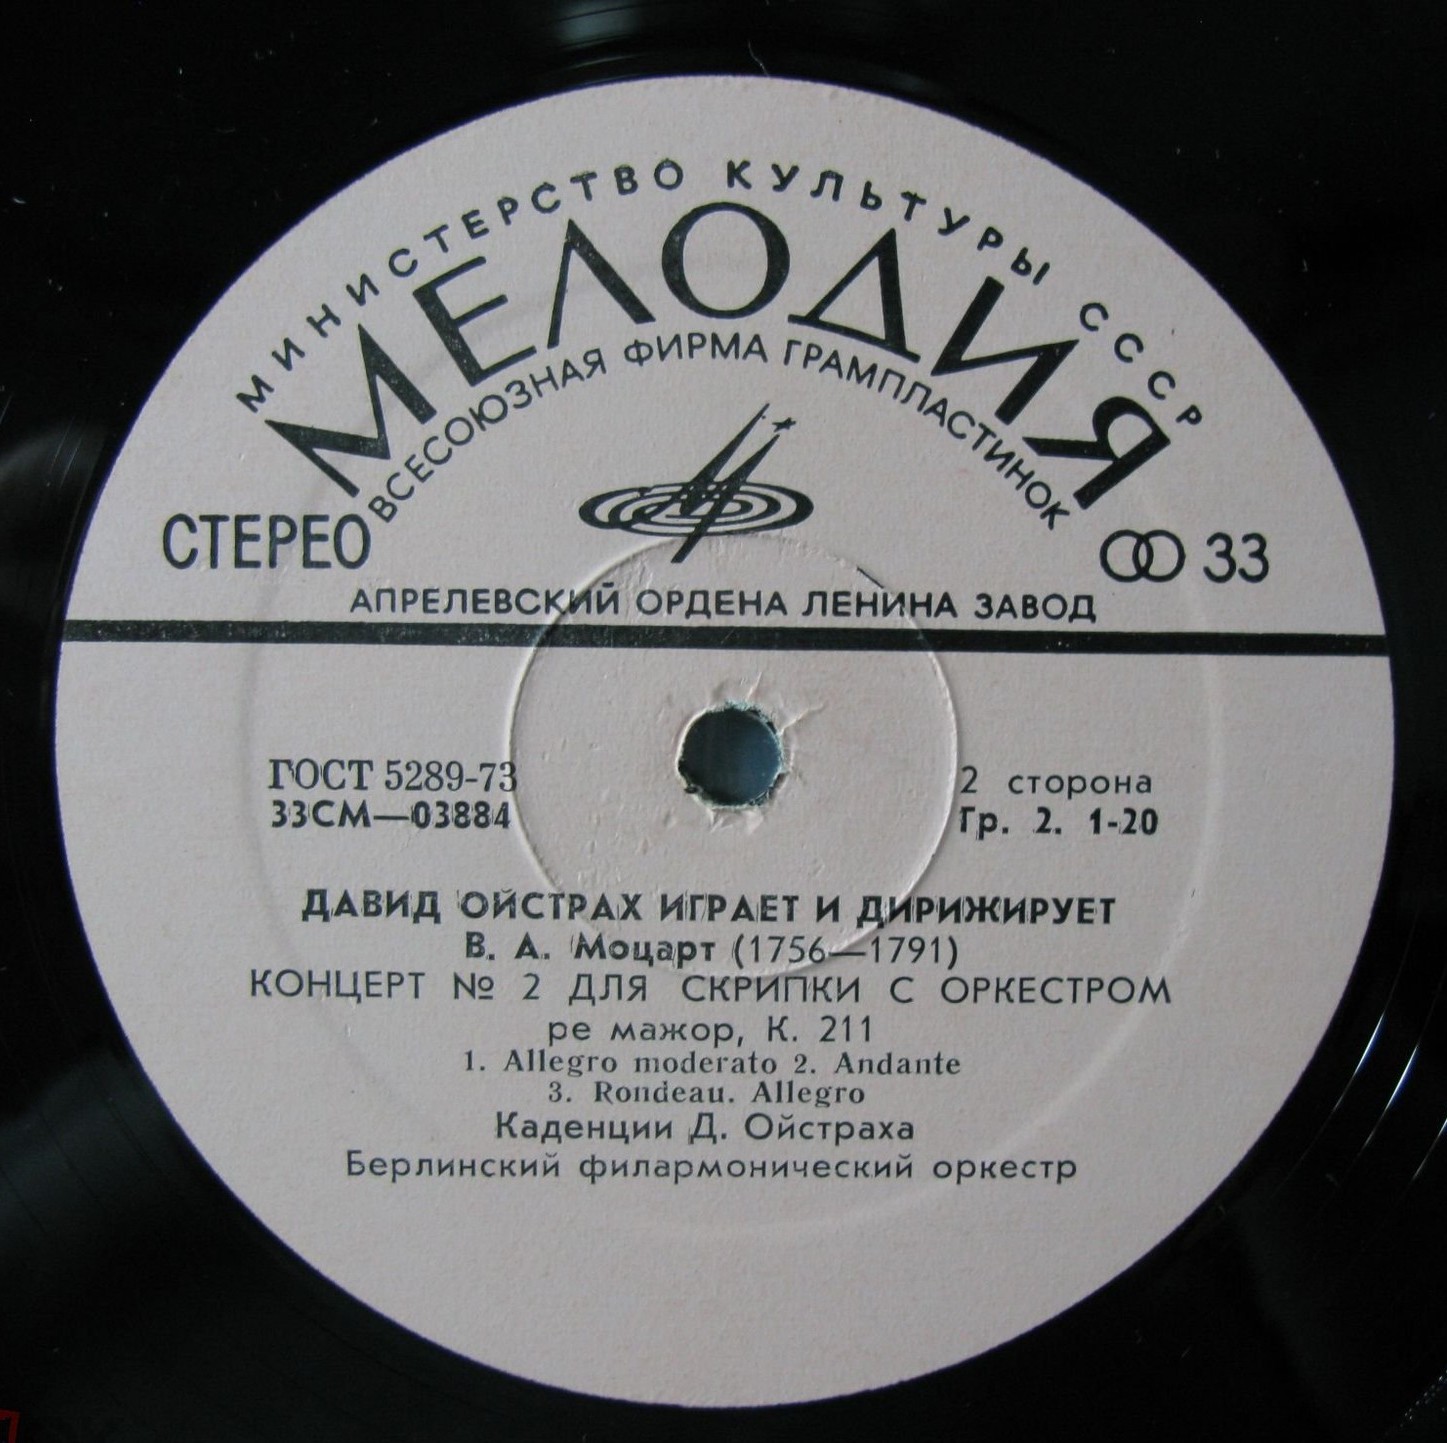 МИНИСТЕРСТВО КУЛЬТУРЫ СССР
МЕЛОДИЯ
ВСЕСОЮЗНАЯ ФИРМА ГРАМПЛАСТИНОК
СТЕРЕО
33
АПРЕЛЕВСКИЙ ОРДЕНА ЛЕНИНА ЗАВОД
ГОСТ 5289-73
2 сторона
33СМ—03884
Гр. 2. 1-20
ДАВИД ОЙСТРАХ ИГРАЕТ И ДИРИЖИРУЕТ
В. А. Моцарт (1756—1791)
КОНЦЕРТ № 2 ДЛЯ СКРИПКИ С ОРКЕСТРОМ
ре мажор, К. 211
1. Allegro moderato 2. Andante
3. Rondeau. Allegro
Каденции Д. Ойстраха
Берлинский филармонический оркестр